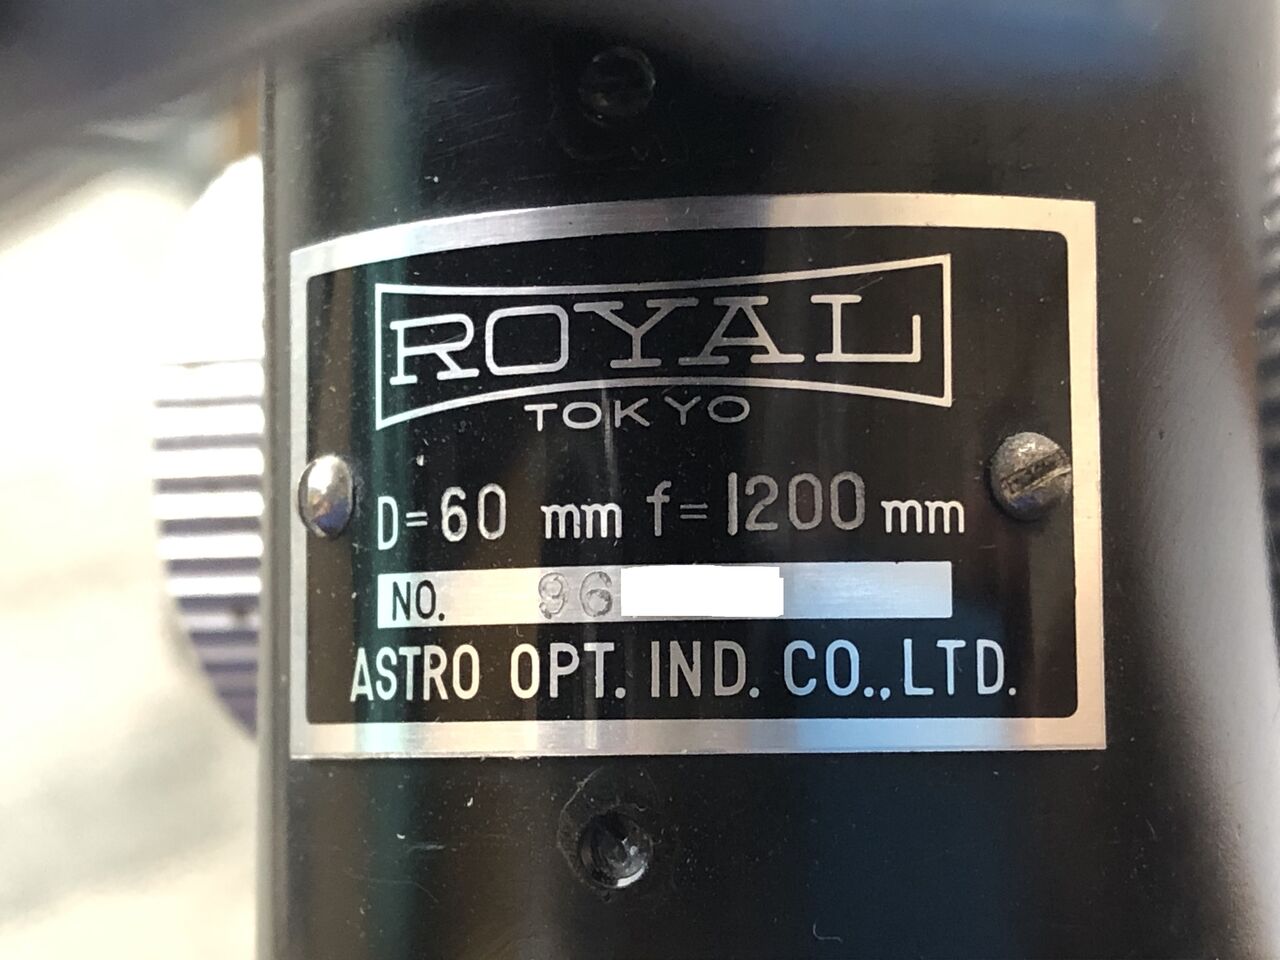 ROYAL
TOKYO
D=60 mm f=1200 mm
NO. 96
ASTRO OPT. IND. CO., LTD.